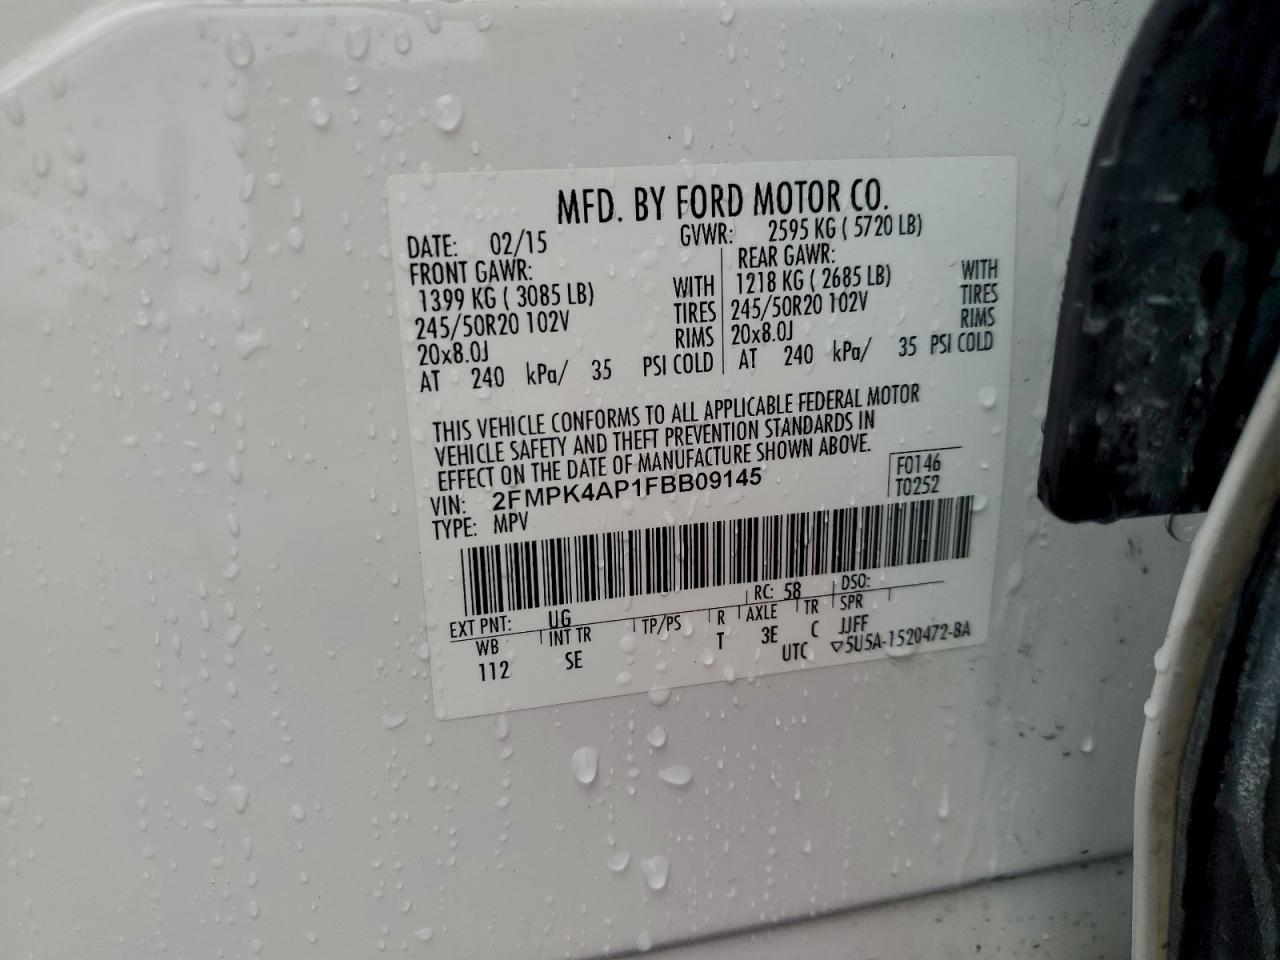 MFD. BY FORD MOTOR CO.
DATE: 02/15 GVWR: 2595 KG ( 5720 LB)
FRONT GAWR: REAR GAWR:
1399 KG ( 3085 LB) WITH 1218 KG ( 2685 LB) WITH
245/50R20 102V TIRES 245/50R20 102V TIRES
20x8.0J RIMS 20x8.0J RIMS
AT 240 kPa/ 35 PSI COLD AT 240 kPa/ 35 PSI COLD
THIS VEHICLE CONFORMS TO ALL APPLICABLE FEDERAL MOTOR
VEHICLE SAFETY AND THEFT PREVENTION STANDARDS IN
EFFECT ON THE DATE OF MANUFACTURE SHOWN ABOVE.
VIN: 2FMPK4AP1FBB09145 F0146
TYPE: MPV T0252
EXT PNT: UG RC: 58 DSO:
WB INT TR TP/PS R AXLE TR SPR
112 SE T 3E C JJFF
UTC ▽5U5A-1520472-BA